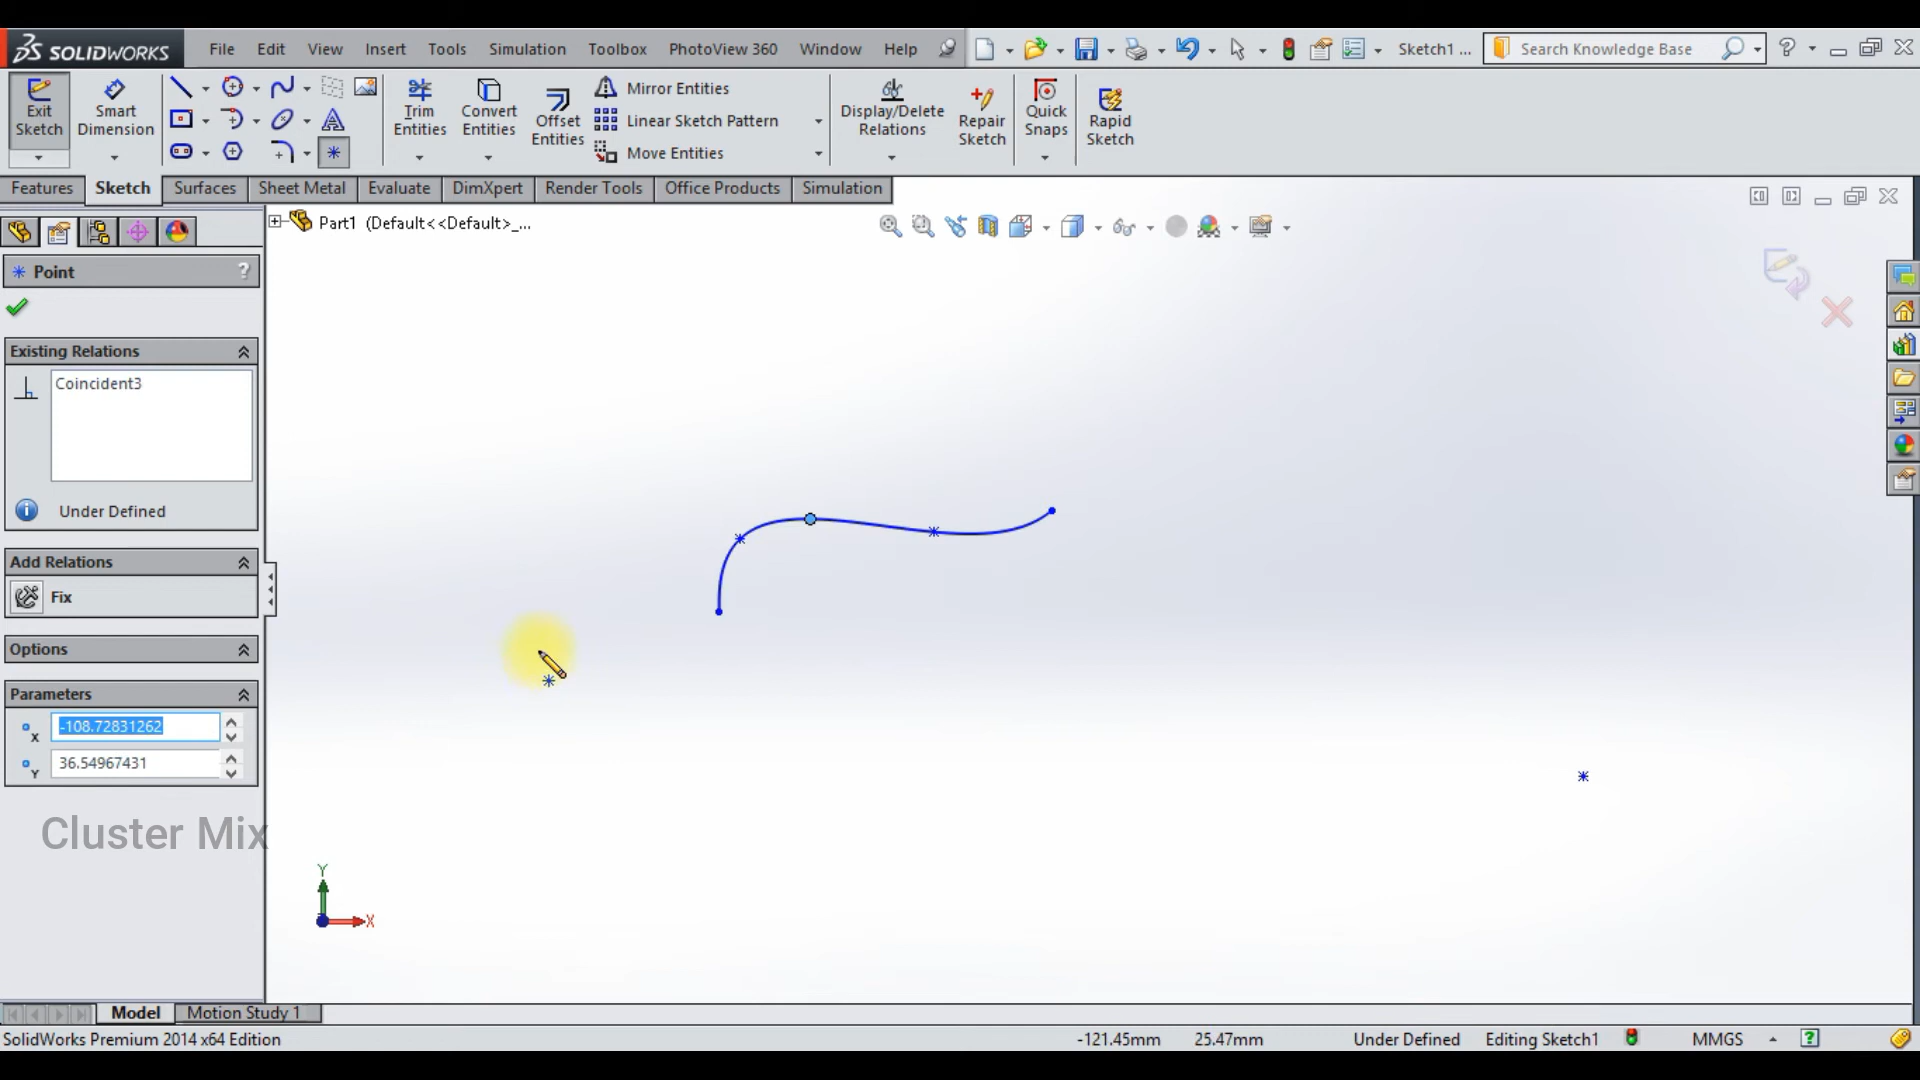 SOLIDWORKS File Edit View Insert Tools Simulation Toolbox PhotoView 360 Window Help Sketch1 ... Search Knowledge Base
Exit Sketch
Smart Dimension
Trim Entities
Convert Entities
Offset Entities
Mirror Entities
Linear Sketch Pattern
Move Entities
Display/Delete Relations
Repair Sketch
Quick Snaps
Rapid Sketch
Features Sketch Surfaces Sheet Metal Evaluate DimXpert Render Tools Office Products Simulation
Part1 (Default<<Default>_...
Point ?
Existing Relations
Coincident3
Under Defined
Add Relations
Fix
Options
Parameters
X -108.72831262
Y 36.54967431
Cluster Mix
Y
X
Model Motion Study 1
SolidWorks Premium 2014 x64 Edition -121.45mm 25.47mm Under Defined Editing Sketch1 MMGS ?